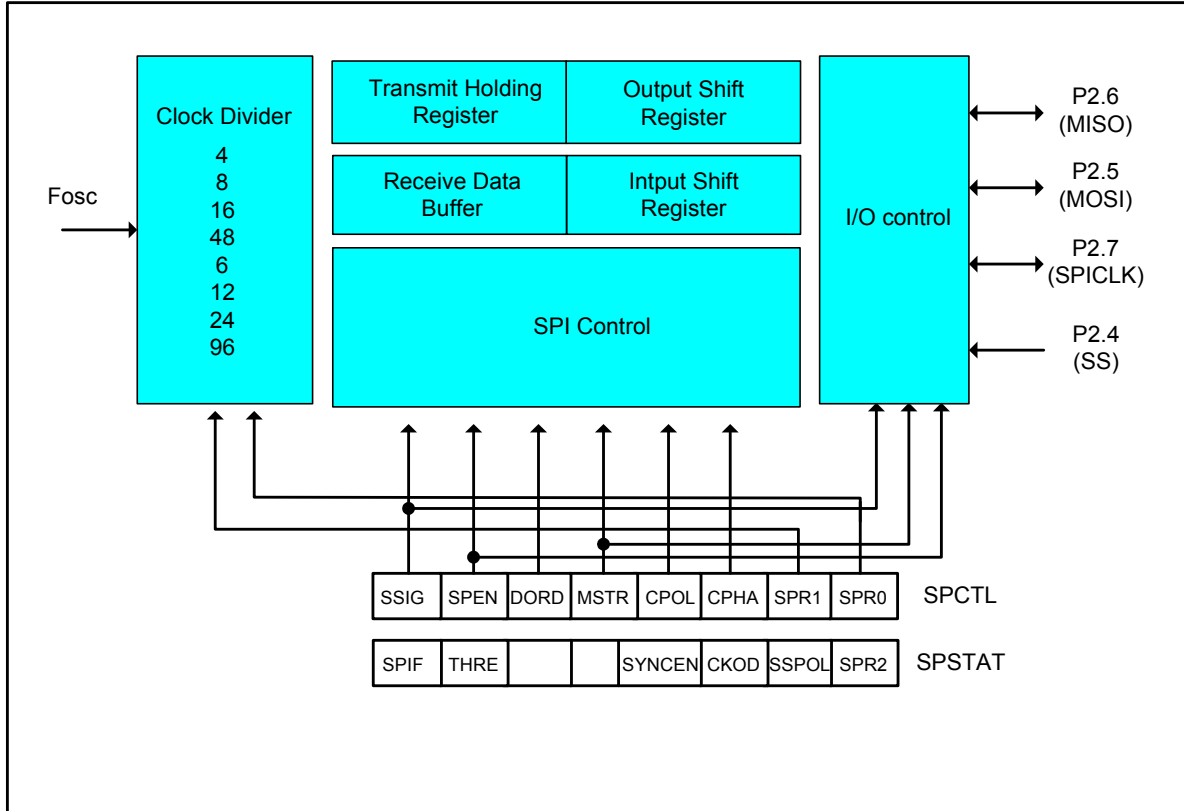 Clock Divider
4
8
16
48
6
12
24
96
Fosc
Transmit Holding
Register
Output Shift
Register
Receive Data
Buffer
Intput Shift
Register
SPI Control
I/O control
P2.6
(MISO)
P2.5
(MOSI)
P2.7
(SPICLK)
P2.4
(SS)
SSIG SPEN DORD MSTR CPOL CPHA SPR1 SPR0 SPCTL
SPIF THRE SYNCEN CKOD SSPOL SPR2 SPSTAT